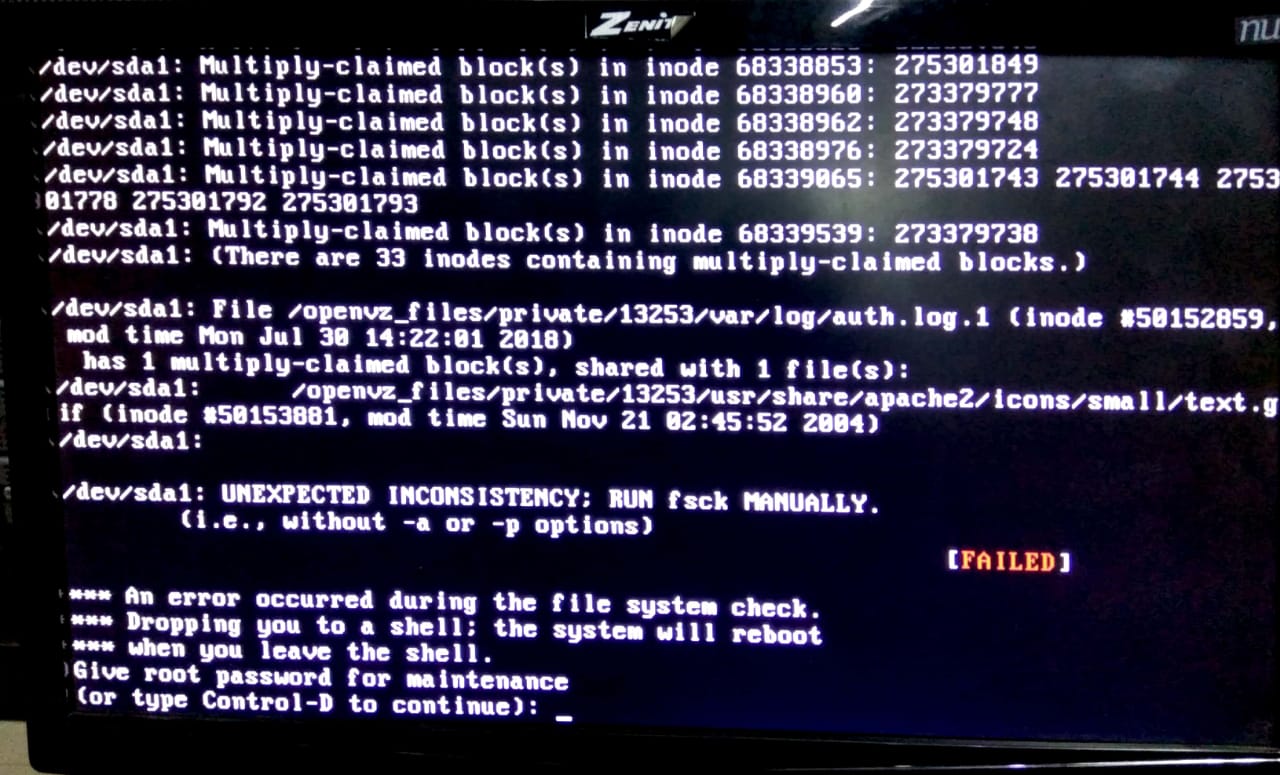 ZENIT
nu
/dev/sda1: Multiply-claimed block(s) in inode 68338853: 275301849
/dev/sda1: Multiply-claimed block(s) in inode 68338960: 273379777
/dev/sda1: Multiply-claimed block(s) in inode 68338962: 273379748
/dev/sda1: Multiply-claimed block(s) in inode 68338976: 273379724
/dev/sda1: Multiply-claimed block(s) in inode 68339065: 275301743 275301744 2753
01778 275301792 275301793
/dev/sda1: Multiply-claimed block(s) in inode 68339539: 273379738
/dev/sda1: (There are 33 inodes containing multiply-claimed blocks.)
/dev/sda1: File /openvz_files/private/13253/var/log/auth.log.1 (inode #50152859,
mod time Mon Jul 30 14:22:01 2018)
has 1 multiply-claimed block(s), shared with 1 file(s):
/dev/sda1: /openvz_files/private/13253/usr/share/apache2/icons/small/text.g
if (inode #50153881, mod time Sun Nov 21 02:45:52 2004)
/dev/sda1:
/dev/sda1: UNEXPECTED INCONSISTENCY; RUN fsck MANUALLY.
(i.e., without -a or -p options)
[FAILED]
*** An error occurred during the file system check.
*** Dropping you to a shell; the system will reboot
*** when you leave the shell.
Give root password for maintenance
(or type Control-D to continue): _